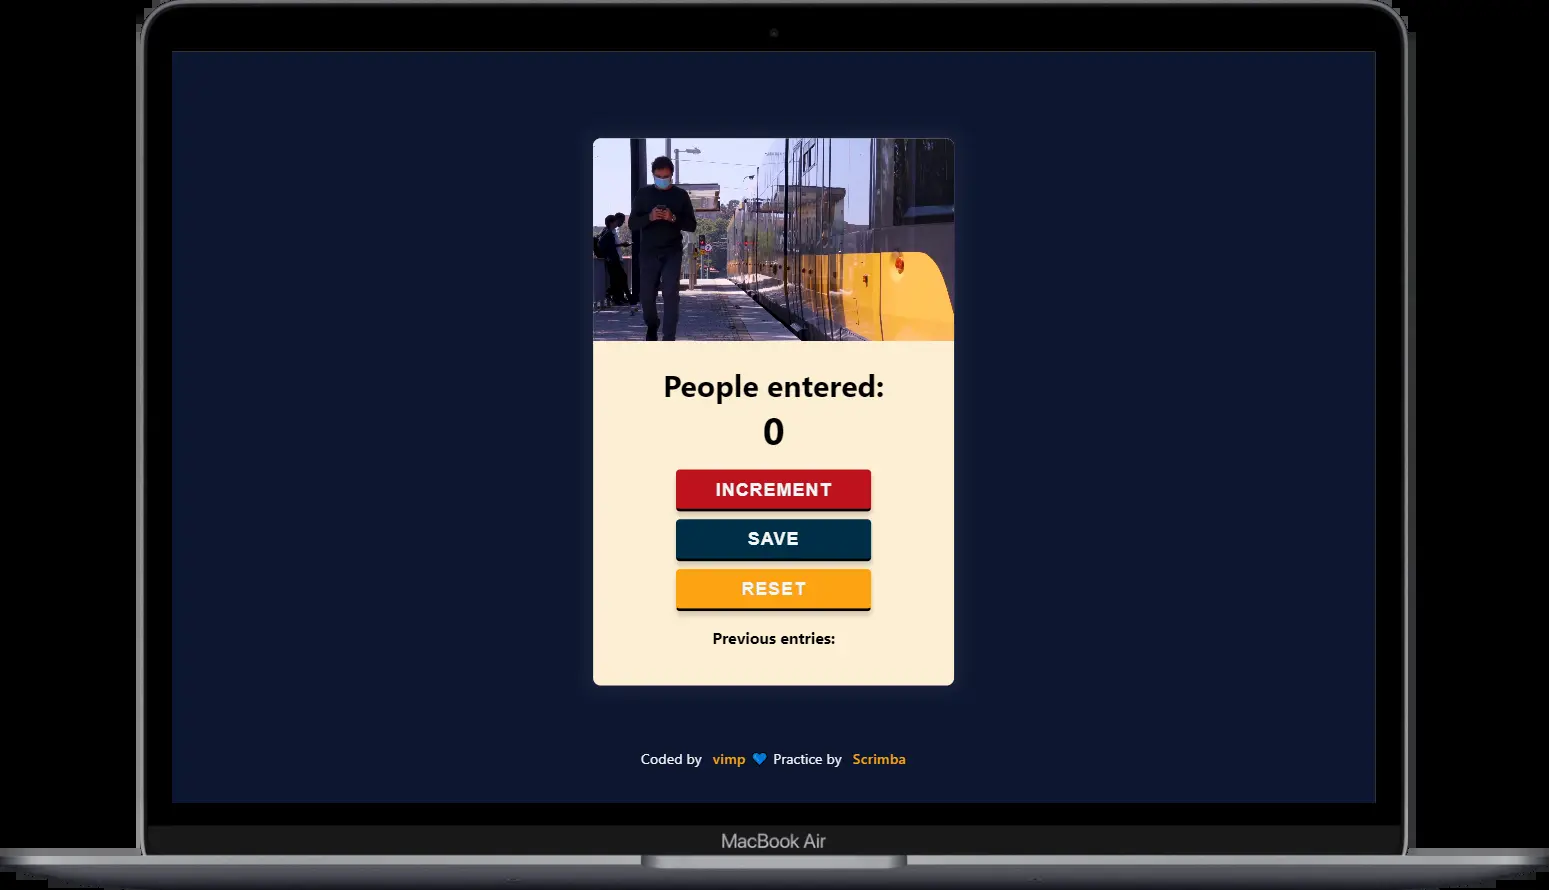 People entered:
0
INCREMENT
SAVE
RESET
Previous entries:
Coded by vimp 💙 Practice by Scrimba
MacBook Air